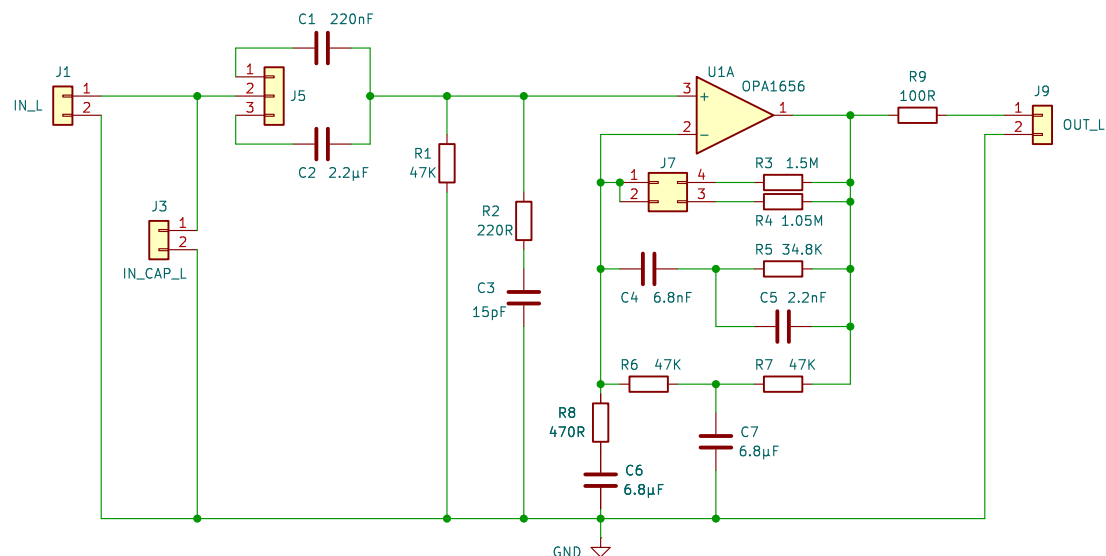 C1 220nF
J1
1
2
IN_L
1
2
3
J5
C2 2.2µF
J3
1
2
IN_CAP_L
R1
47K
R2
220R
C3
15pF
U1A
OPA1656
3
+
2
−
1
R9
100R
J9
1
2
OUT_L
J7
1
2
4
3
R3 1.5M
R4 1.05M
R5 34.8K
C4 6.8nF
C5 2.2nF
R6 47K
R7 47K
R8
470R
C7
6.8µF
C6
6.8µF
GND